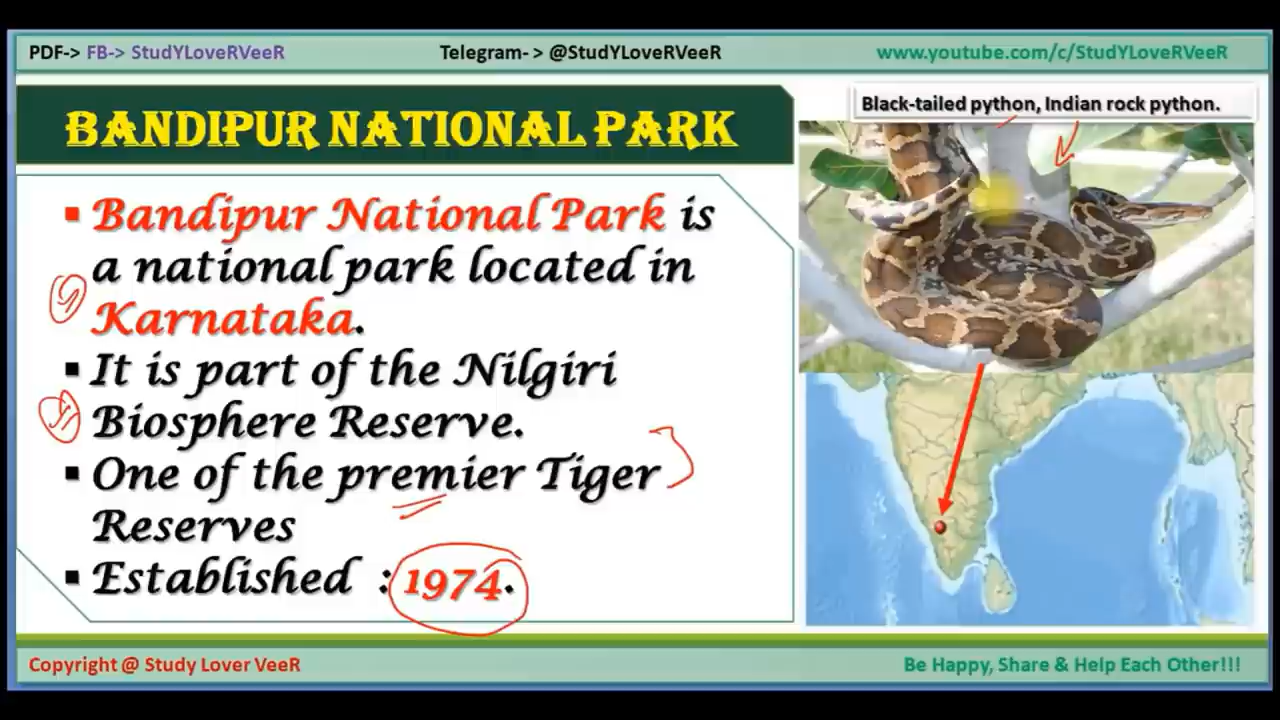 PDF-> FB-> StudYLoveRVeeR Telegram- > @StudYLoveRVeeR www.youtube.com/c/StudYLoveRVeeR
BANDIPUR NATIONAL PARK
Black-tailed python, Indian rock python.
▪ Bandipur National Park is
a national park located in
Karnataka.
▪ It is part of the Nilgiri
Biosphere Reserve.
▪ One of the premier Tiger
Reserves
▪ Established : 1974.
Copyright @ Study Lover VeeR Be Happy, Share & Help Each Other!!!